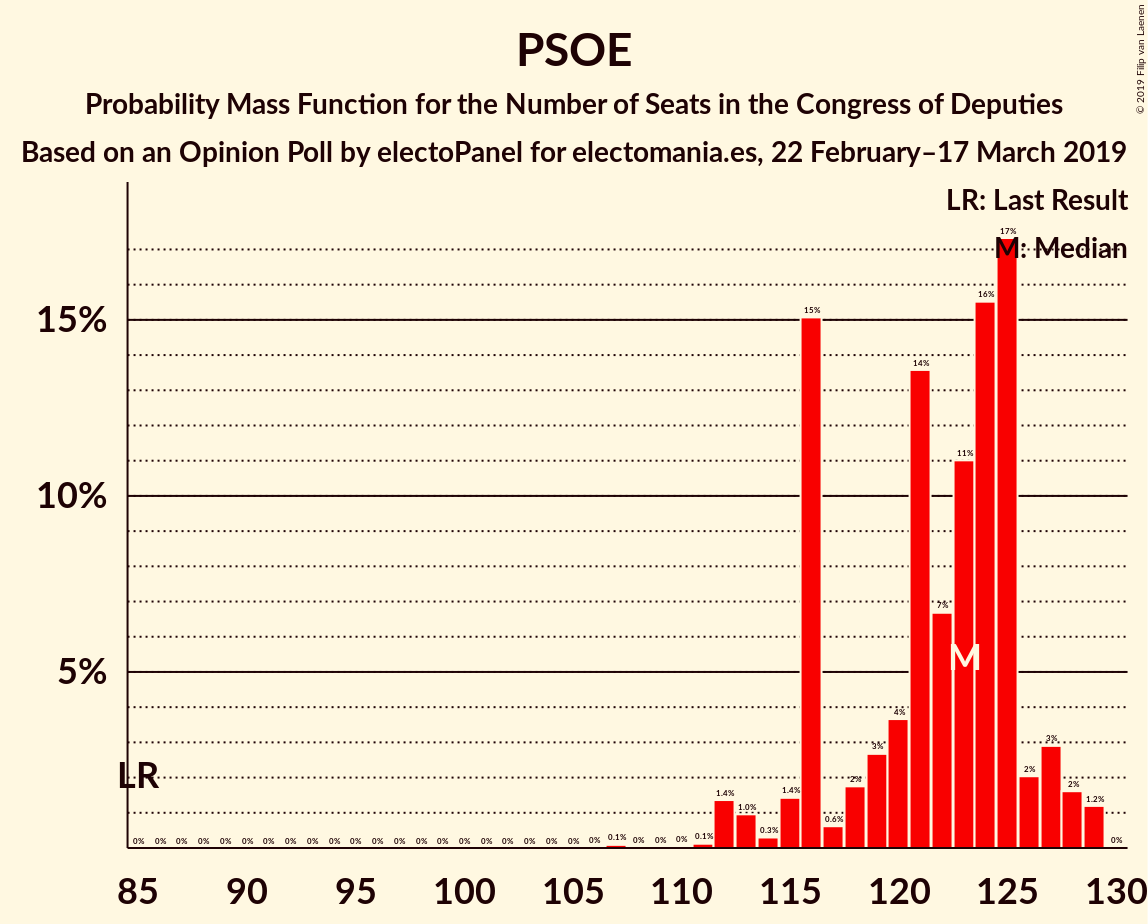 © 2019 Filip van Laenen
PSOE
Probability Mass Function for the Number of Seats in the Congress of Deputies
Based on an Opinion Poll by electoPanel for electomania.es, 22 February–17 March 2019
LR: Last Result
M: Median
15%
10%
5%
LR
M
0% 0% 0% 0% 0% 0% 0% 0% 0% 0% 0% 0% 0% 0% 0% 0% 0% 0% 0% 0% 0% 0% 0.1% 0% 0% 0% 0.1% 1.4% 1.0% 0.3% 1.4% 15% 0.6% 2% 3% 4% 14% 7% 11% 16% 17% 2% 3% 2% 1.2% 0%
85 90 95 100 105 110 115 120 125 130